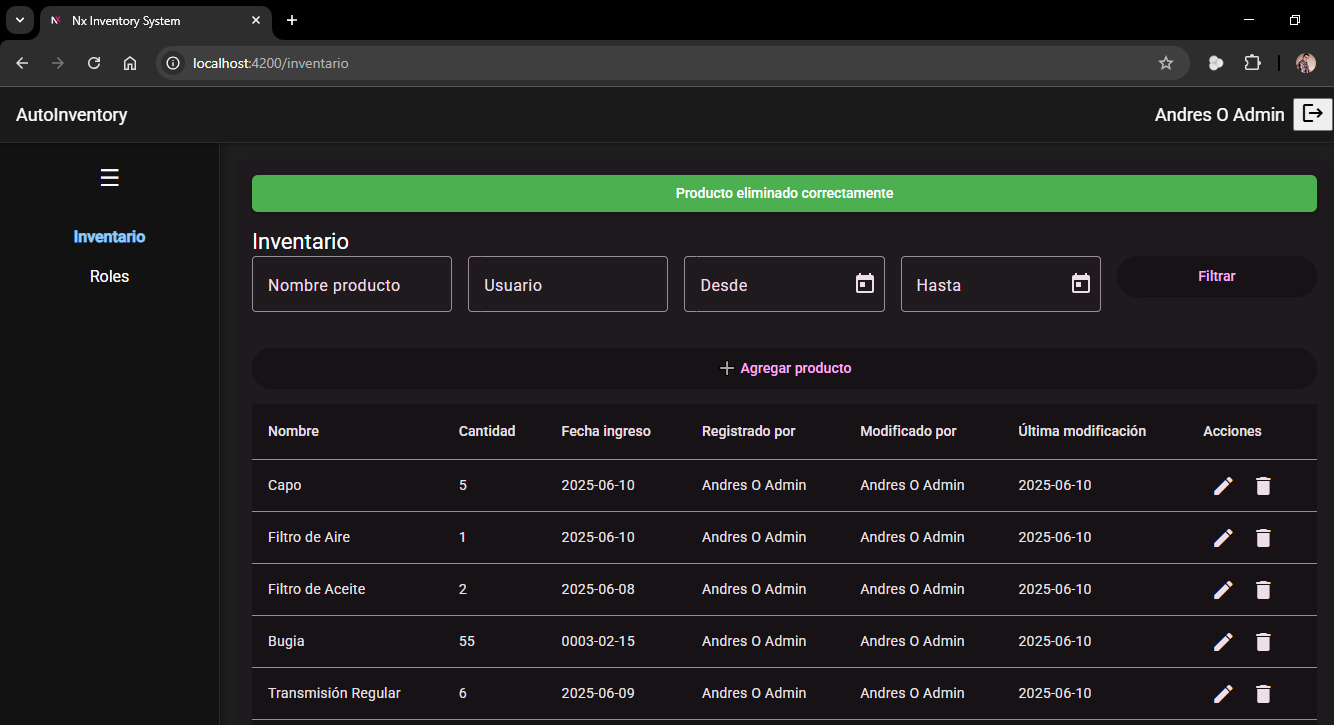 Nx Inventory System
localhost:4200/inventario
AutoInventory
Andres O Admin
Inventario
Roles
Producto eliminado correctamente
Inventario
Nombre producto
Usuario
Desde
Hasta
Filtrar
Agregar producto
Nombre Cantidad Fecha ingreso Registrado por Modificado por Última modificación Acciones
Capo 5 2025-06-10 Andres O Admin Andres O Admin 2025-06-10
Filtro de Aire 1 2025-06-10 Andres O Admin Andres O Admin 2025-06-10
Filtro de Aceite 2 2025-06-08 Andres O Admin Andres O Admin 2025-06-10
Bugia 55 0003-02-15 Andres O Admin Andres O Admin 2025-06-10
Transmisión Regular 6 2025-06-09 Andres O Admin Andres O Admin 2025-06-10